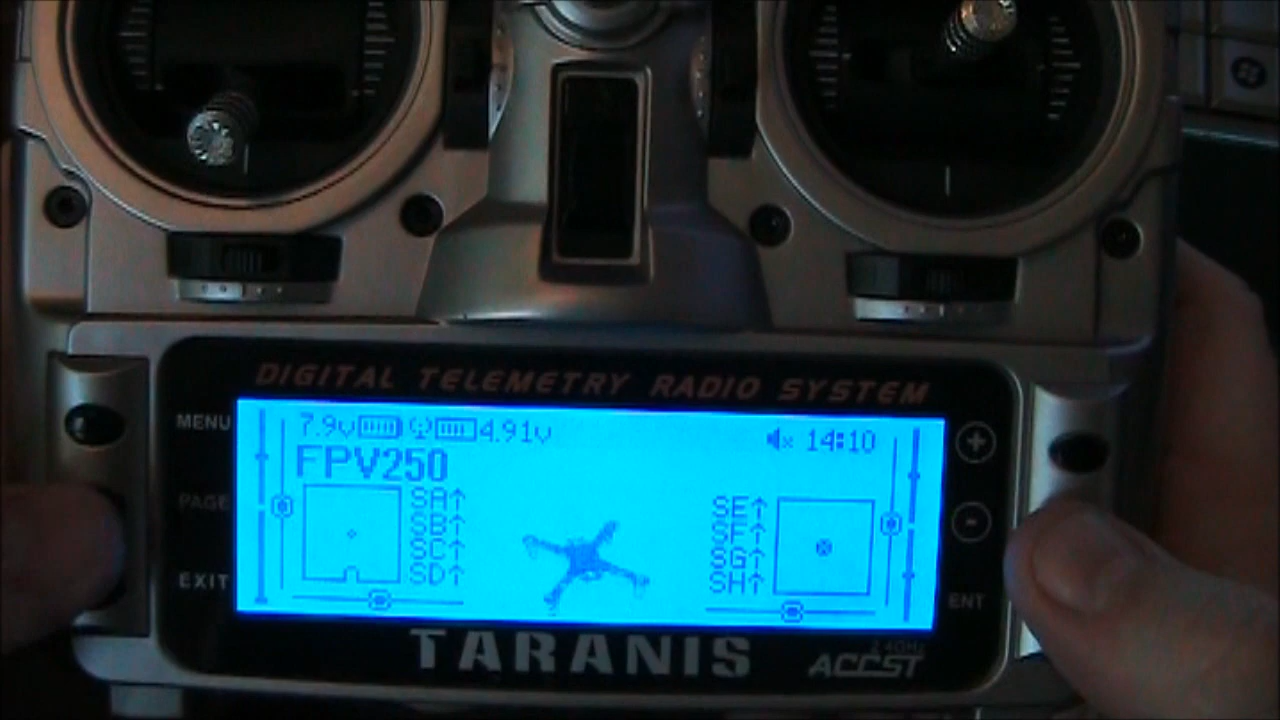 DIGITAL TELEMETRY RADIO SYSTEM
MENU
PAGE
EXIT
7.9v 4.91v 14:10
FPV250
SA↑
SB↑
SC↑
SD↑
SE↑
SF↑
SG↑
SH↑
+
-
ENT
TARANIS
2.4GHz
ACCST